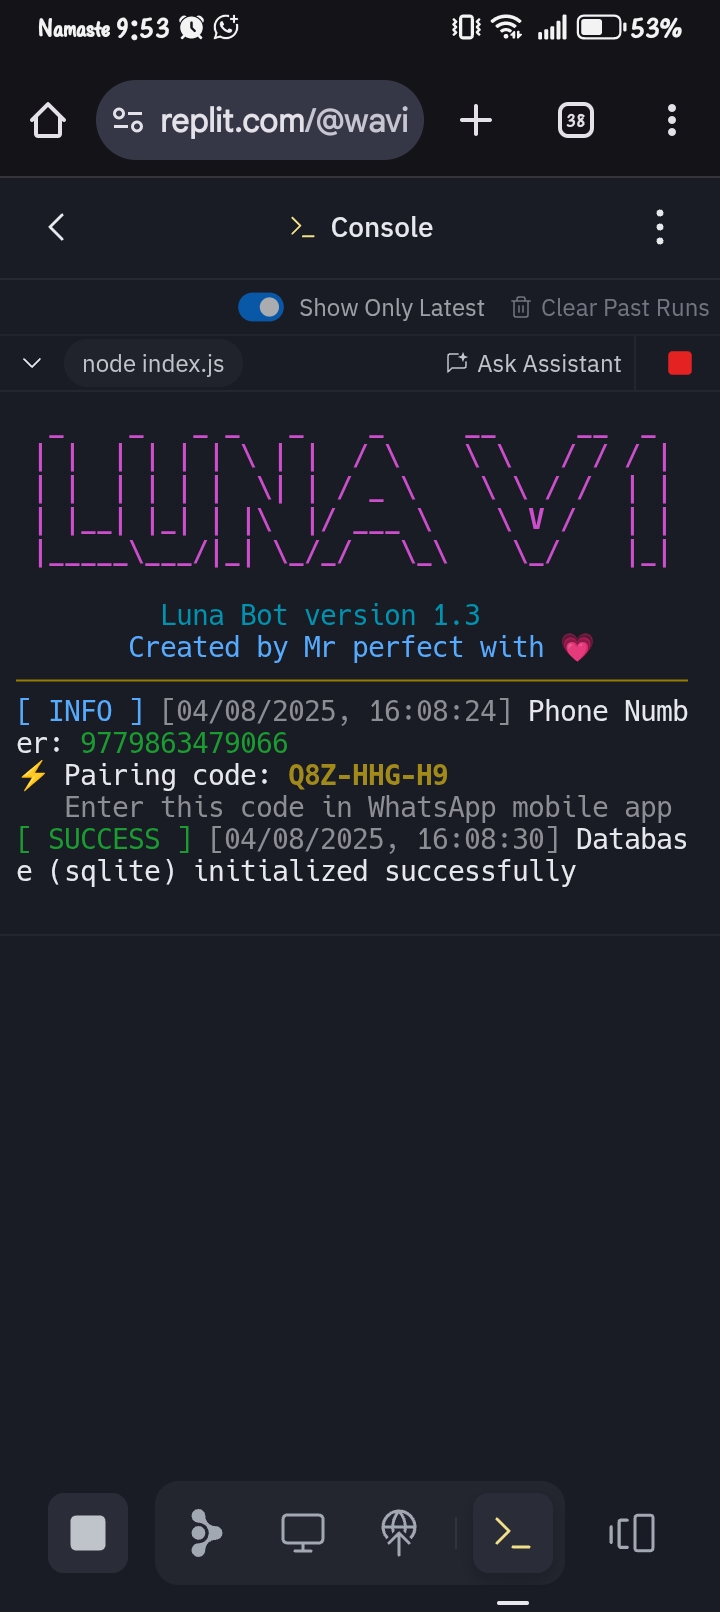 Namaste 9:53 53%
replit.com/@wavi 38
Console
Show Only Latest Clear Past Runs
node index.js Ask Assistant
LUNA V1
Luna Bot version 1.3
Created by Mr perfect with 💗
[ INFO ] [04/08/2025, 16:08:24] Phone Numb
er: 9779863479066
⚡ Pairing code: Q8Z-HHG-H9
Enter this code in WhatsApp mobile app
[ SUCCESS ] [04/08/2025, 16:08:30] Databas
e (sqlite) initialized successfully